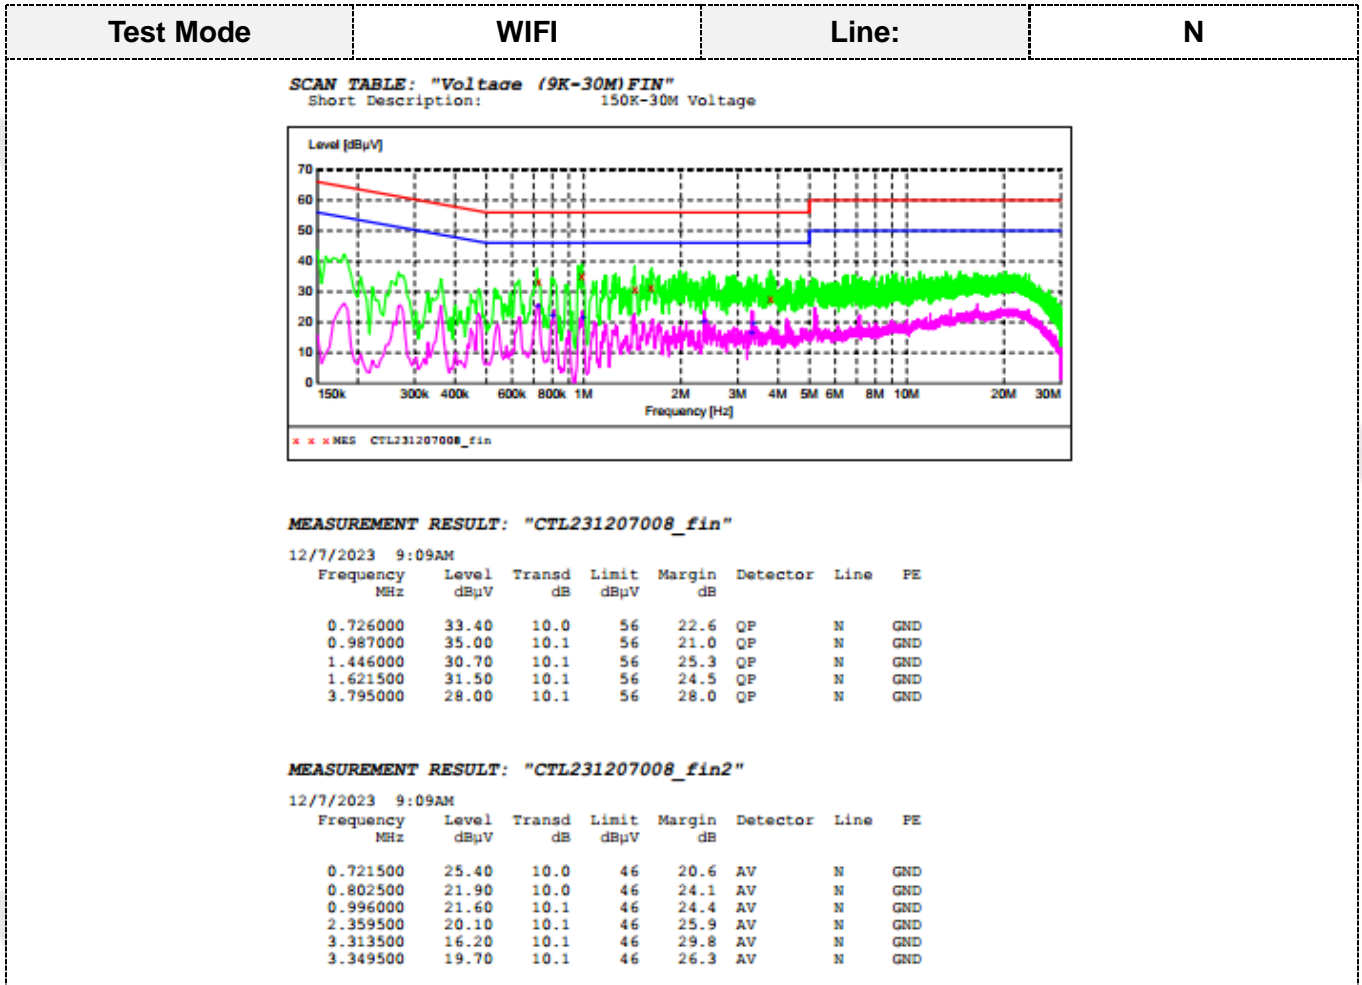 Test Mode WIFI Line: N
SCAN TABLE: "Voltage (9K-30M)FIN"
Short Description: 150K-30M Voltage
Level [dBµV]
70
60
50
40
30
20
10
0
150k 300k 400k 600k 800k 1M 2M 3M 4M 5M 6M 8M 10M 20M 30M
Frequency [Hz]
x x x MES CTL231207008_fin
MEASUREMENT RESULT: "CTL231207008_fin"
12/7/2023 9:09AM
Frequency Level Transd Limit Margin Detector Line PE
MHz dBµV dB dBµV dB
0.726000 33.40 10.0 56 22.6 QP N GND
0.987000 35.00 10.1 56 21.0 QP N GND
1.446000 30.70 10.1 56 25.3 QP N GND
1.621500 31.50 10.1 56 24.5 QP N GND
3.795000 28.00 10.1 56 28.0 QP N GND
MEASUREMENT RESULT: "CTL231207008_fin2"
12/7/2023 9:09AM
Frequency Level Transd Limit Margin Detector Line PE
MHz dBµV dB dBµV dB
0.721500 25.40 10.0 46 20.6 AV N GND
0.802500 21.90 10.0 46 24.1 AV N GND
0.996000 21.60 10.1 46 24.4 AV N GND
2.359500 20.10 10.1 46 25.9 AV N GND
3.313500 16.20 10.1 46 29.8 AV N GND
3.349500 19.70 10.1 46 26.3 AV N GND